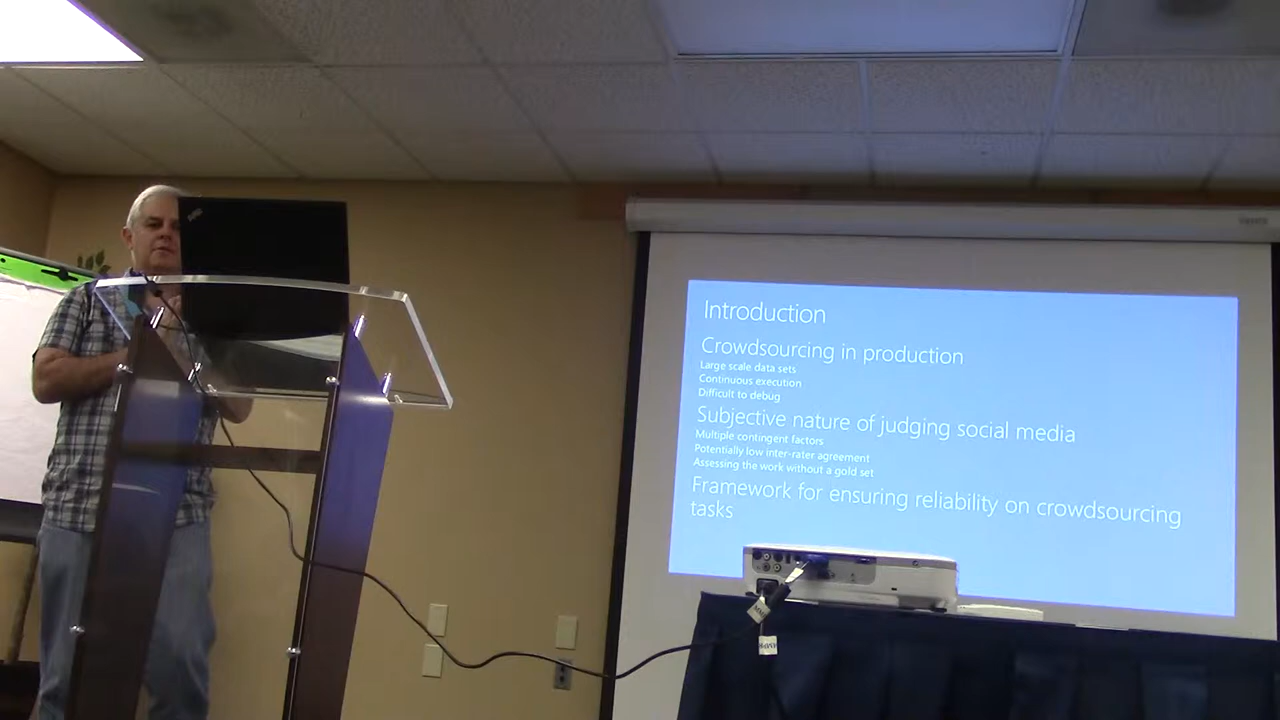 Introduction
Crowdsourcing in production
Large scale data sets
Continuous execution
Difficult to debug
Subjective nature of judging social media
Multiple contingent factors
Potentially low inter-rater agreement
Assessing the work without a gold set
Framework for ensuring reliability on crowdsourcing
tasks